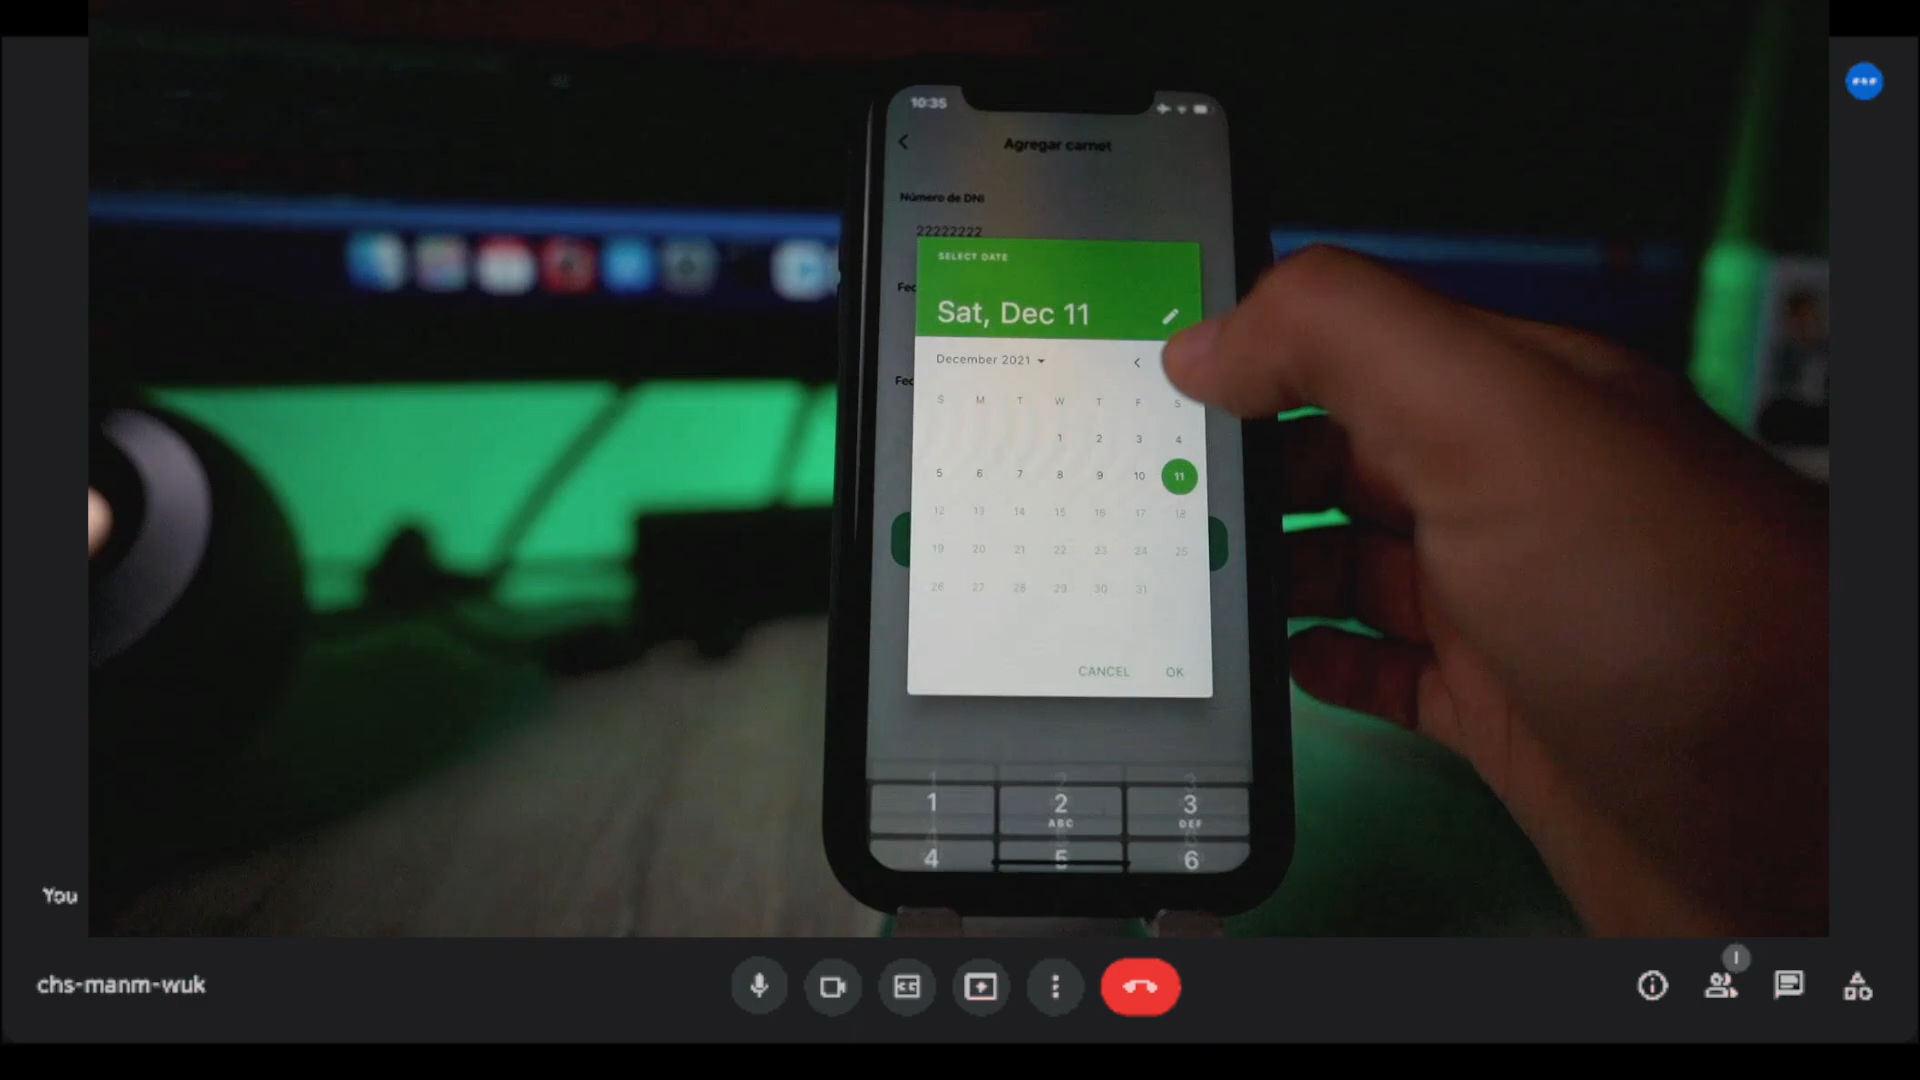 10:35
Agregar carnet
Número de DNI
22222222
Fec
SELECT DATE
Sat, Dec 11
December 2021
Fec
S M T W T F S
1 2 3 4
5 6 7 8 9 10 11
12 13 14 15 16 17 18
19 20 21 22 23 24 25
26 27 28 29 30 31
CANCEL OK
1 2 3
ABC DEF
4 5 6
You
chs-manm-wuk